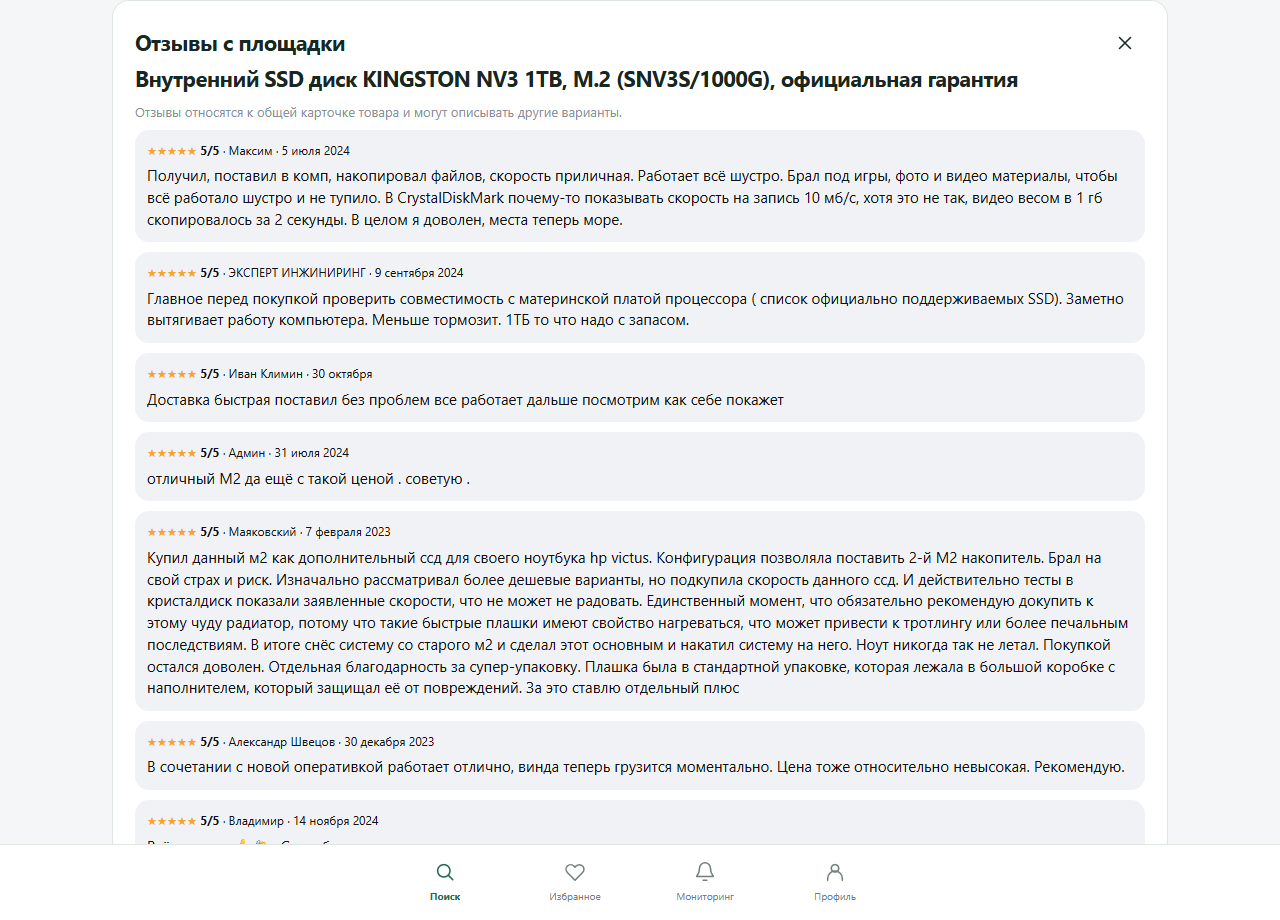 Отзывы с площадки
Внутренний SSD диск KINGSTON NV3 1TB, M.2 (SNV3S/1000G), официальная гарантия
Отзывы относятся к общей карточке товара и могут описывать другие варианты.
★★★★★ 5/5 · Максим · 5 июля 2024
Получил, поставил в комп, накопировал файлов, скорость приличная. Работает всё шустро. Брал под игры, фото и видео материалы, чтобы
всё работало шустро и не тупило. В CrystalDiskMark почему-то показывать скорость на запись 10 мб/с, хотя это не так, видео весом в 1 гб
скопировалось за 2 секунды. В целом я доволен, места теперь море.
★★★★★ 5/5 · ЭКСПЕРТ ИНЖИНИРИНГ · 9 сентября 2024
Главное перед покупкой проверить совместимость с материнской платой процессора ( список официально поддерживаемых SSD). Заметно
вытягивает работу компьютера. Меньше тормозит. 1ТБ то что надо с запасом.
★★★★★ 5/5 · Иван Климин · 30 октября
Доставка быстрая поставил без проблем все работает дальше посмотрим как себе покажет
★★★★★ 5/5 · Админ · 31 июля 2024
отличный М2 да ещё с такой ценой . советую .
★★★★★ 5/5 · Маяковский · 7 февраля 2023
Купил данный м2 как дополнительный ссд для своего ноутбука hp victus. Конфигурация позволяла поставить 2-й М2 накопитель. Брал на
свой страх и риск. Изначально рассматривал более дешевые варианты, но подкупила скорость данного ссд. И действительно тесты в
кристалдиск показали заявленные скорости, что не может не радовать. Единственный момент, что обязательно рекомендую докупить к
этому чуду радиатор, потому что такие быстрые плашки имеют свойство нагреваться, что может привести к тротлингу или более печальным
последствиям. В итоге снёс систему со старого м2 и сделал этот основным и накатил систему на него. Ноут никогда так не летал. Покупкой
остался доволен. Отдельная благодарность за супер-упаковку. Плашка была в стандартной упаковке, которая лежала в большой коробке с
наполнителем, который защищал её от повреждений. За это ставлю отдельный плюс
★★★★★ 5/5 · Александр Швецов · 30 декабря 2023
В сочетании с новой оперативкой работает отлично, винда теперь грузится моментально. Цена тоже относительно невысокая. Рекомендую.
★★★★★ 5/5 · Владимир · 14 ноября 2024
Поиск
Избранное
Мониторинг
Профиль